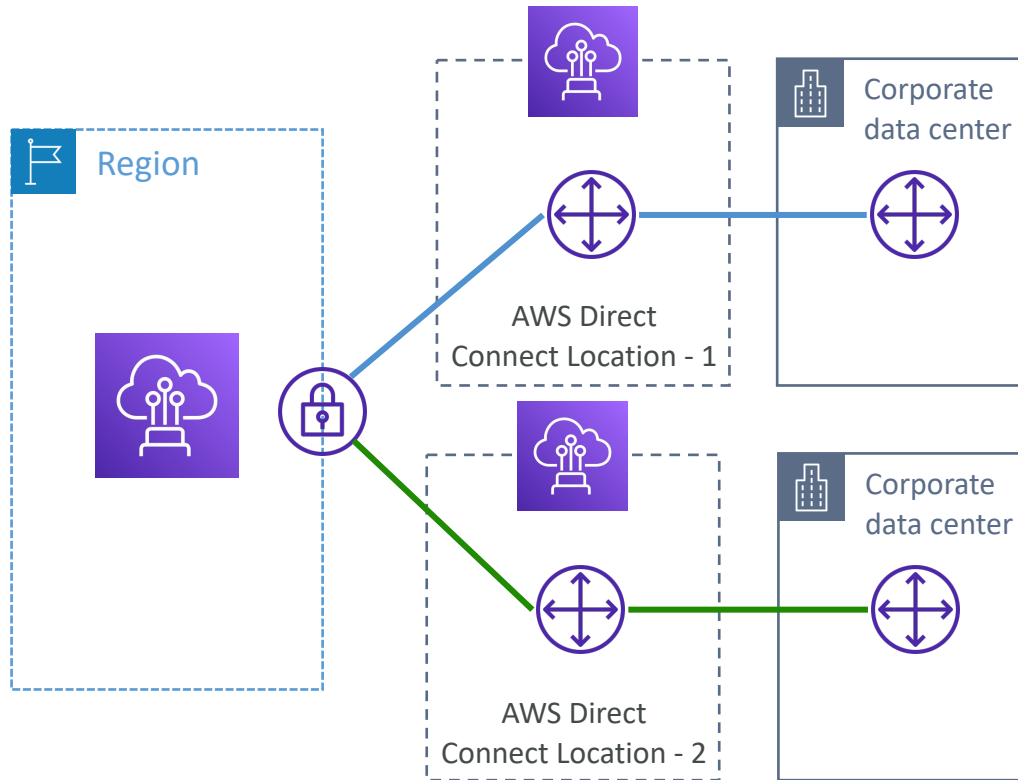 Region
AWS Direct
Connect Location - 1
Corporate
data center
AWS Direct
Connect Location - 2
Corporate
data center